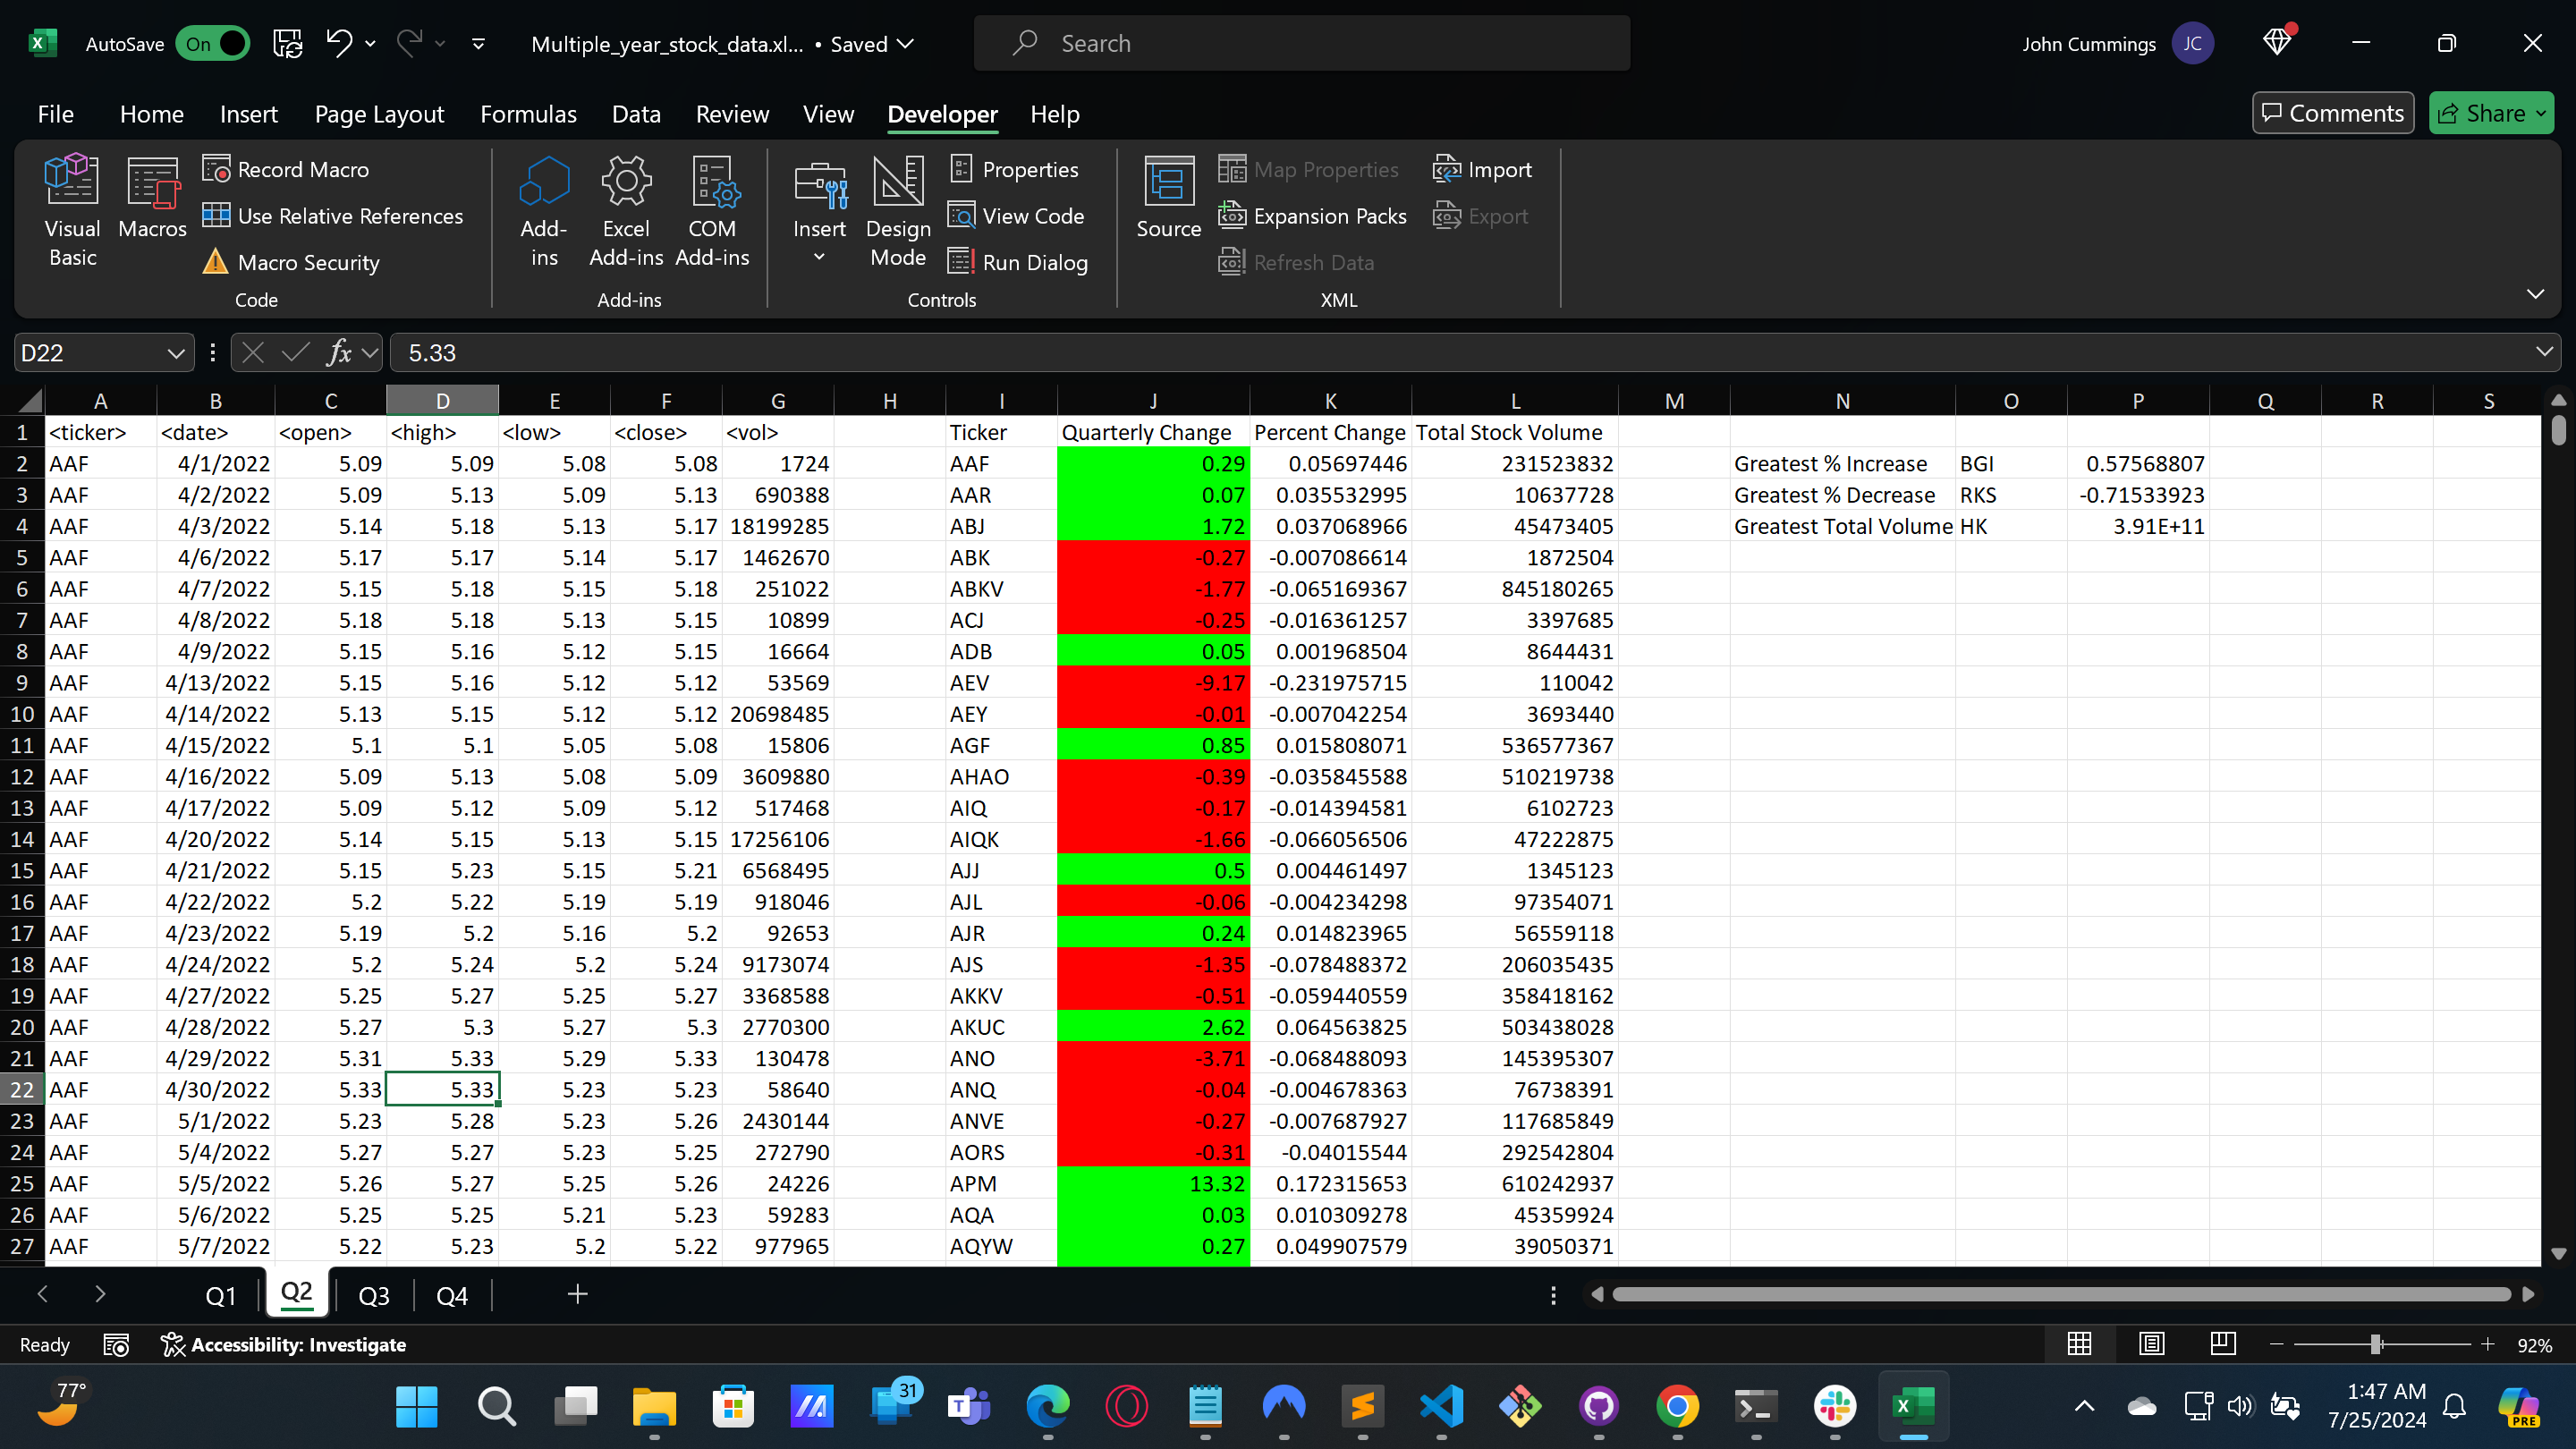 AutoSave On Multiple_year_stock_data.xl... • Saved Search John Cummings JC
File Home Insert Page Layout Formulas Data Review View Developer Help Comments Share
Visual Basic Macros Record Macro Use Relative References Macro Security Code
Add-ins Excel Add-ins COM Add-ins Add-ins
Insert Design Mode Properties View Code Run Dialog Controls
Source Map Properties Expansion Packs Refresh Data Import Export XML
D22 fx 5.33
A B C D E F G H I J K L M N O P Q R S
1 <ticker> <date> <open> <high> <low> <close> <vol> Ticker Quarterly Change Percent Change Total Stock Volume
2 AAF 4/1/2022 5.09 5.09 5.08 5.08 1724 AAF 0.29 0.05697446 231523832 Greatest % Increase BGI 0.57568807
3 AAF 4/2/2022 5.09 5.13 5.09 5.13 690388 AAR 0.07 0.035532995 10637728 Greatest % Decrease RKS -0.71533923
4 AAF 4/3/2022 5.14 5.18 5.13 5.17 18199285 ABJ 1.72 0.037068966 45473405 Greatest Total Volume HK 3.91E+11
5 AAF 4/6/2022 5.17 5.17 5.14 5.17 1462670 ABK -0.27 -0.007086614 1872504
6 AAF 4/7/2022 5.15 5.18 5.15 5.18 251022 ABKV -1.77 -0.065169367 845180265
7 AAF 4/8/2022 5.18 5.18 5.13 5.15 10899 ACJ -0.25 -0.016361257 3397685
8 AAF 4/9/2022 5.15 5.16 5.12 5.15 16664 ADB 0.05 0.001968504 8644431
9 AAF 4/13/2022 5.15 5.16 5.12 5.12 53569 AEV -9.17 -0.231975715 110042
10 AAF 4/14/2022 5.13 5.15 5.12 5.12 20698485 AEY -0.01 -0.007042254 3693440
11 AAF 4/15/2022 5.1 5.1 5.05 5.08 15806 AGF 0.85 0.015808071 536577367
12 AAF 4/16/2022 5.09 5.13 5.08 5.09 3609880 AHAO -0.39 -0.035845588 510219738
13 AAF 4/17/2022 5.09 5.12 5.09 5.12 517468 AIQ -0.17 -0.014394581 6102723
14 AAF 4/20/2022 5.14 5.15 5.13 5.15 17256106 AIQK -1.66 -0.066056506 47222875
15 AAF 4/21/2022 5.15 5.23 5.15 5.21 6568495 AJJ 0.5 0.004461497 1345123
16 AAF 4/22/2022 5.2 5.22 5.19 5.19 918046 AJL -0.06 -0.004234298 97354071
17 AAF 4/23/2022 5.19 5.2 5.16 5.2 92653 AJR 0.24 0.014823965 56559118
18 AAF 4/24/2022 5.2 5.24 5.2 5.24 9173074 AJS -1.35 -0.078488372 206035435
19 AAF 4/27/2022 5.25 5.27 5.25 5.27 3368588 AKKV -0.51 -0.059440559 358418162
20 AAF 4/28/2022 5.27 5.3 5.27 5.3 2770300 AKUC 2.62 0.064563825 503438028
21 AAF 4/29/2022 5.31 5.33 5.29 5.33 130478 ANO -3.71 -0.068488093 145395307
22 AAF 4/30/2022 5.33 5.33 5.23 5.23 58640 ANQ -0.04 -0.004678363 76738391
23 AAF 5/1/2022 5.23 5.28 5.23 5.26 2430144 ANVE -0.27 -0.007687927 117685849
24 AAF 5/4/2022 5.27 5.27 5.23 5.25 272790 AORS -0.31 -0.04015544 292542804
25 AAF 5/5/2022 5.26 5.27 5.25 5.26 24226 APM 13.32 0.172315653 610242937
26 AAF 5/6/2022 5.25 5.25 5.21 5.23 59283 AQA 0.03 0.010309278 45359924
27 AAF 5/7/2022 5.22 5.23 5.2 5.22 977965 AQYW 0.27 0.049907579 39050371
Q1 Q2 Q3 Q4
Ready Accessibility: Investigate 92%
77° 31 T PRE
1:47 AM
7/25/2024